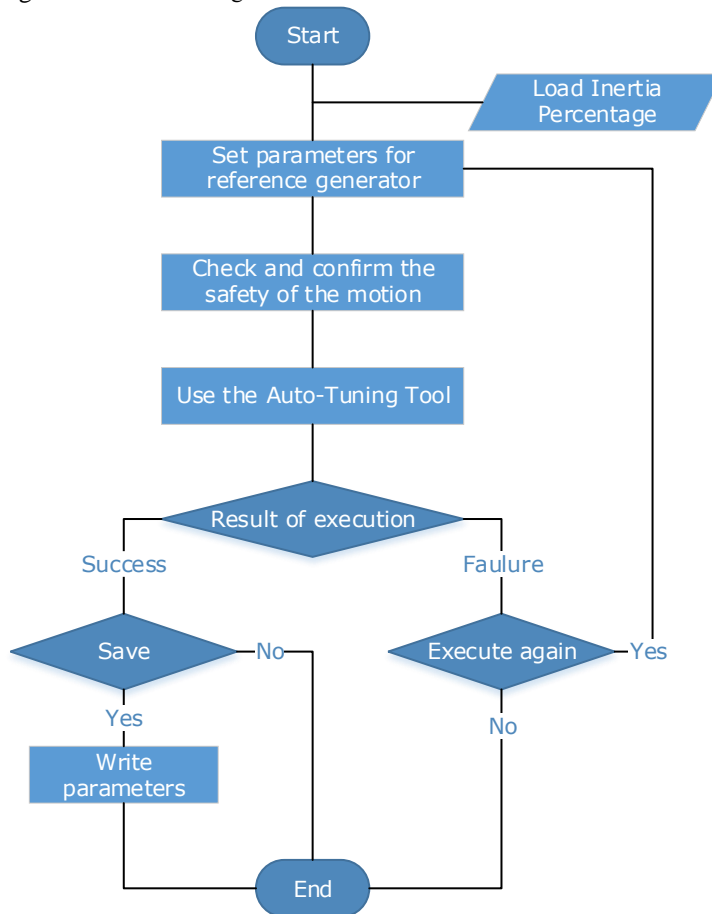 Start
Load Inertia
Percentage
Set parameters for
reference generator
Check and confirm the
safety of the motion
Use the Auto-Tuning Tool
Result of execution
Success
Faulure
Save
No
Execute again
Yes
Yes
No
Write
parameters
End